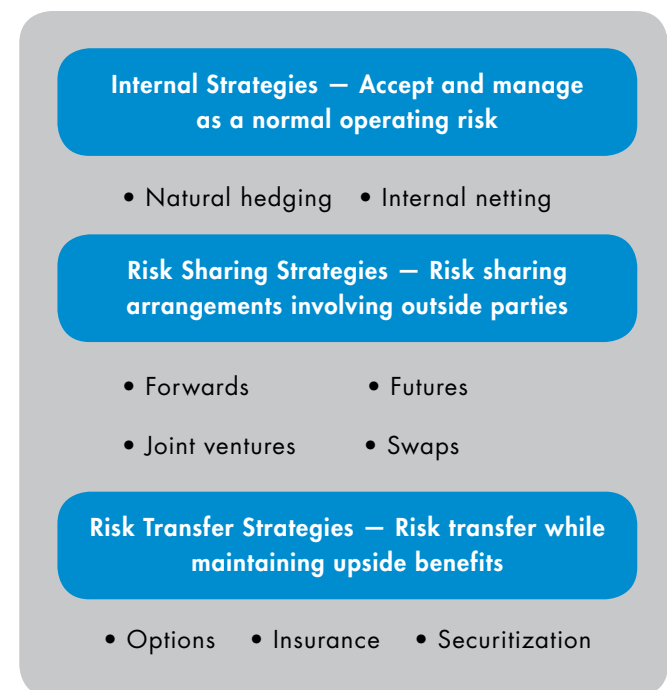 Internal Strategies — Accept and manage
as a normal operating risk
• Natural hedging • Internal netting
Risk Sharing Strategies — Risk sharing
arrangements involving outside parties
• Forwards • Futures
• Joint ventures • Swaps
Risk Transfer Strategies — Risk transfer while
maintaining upside benefits
• Options • Insurance • Securitization